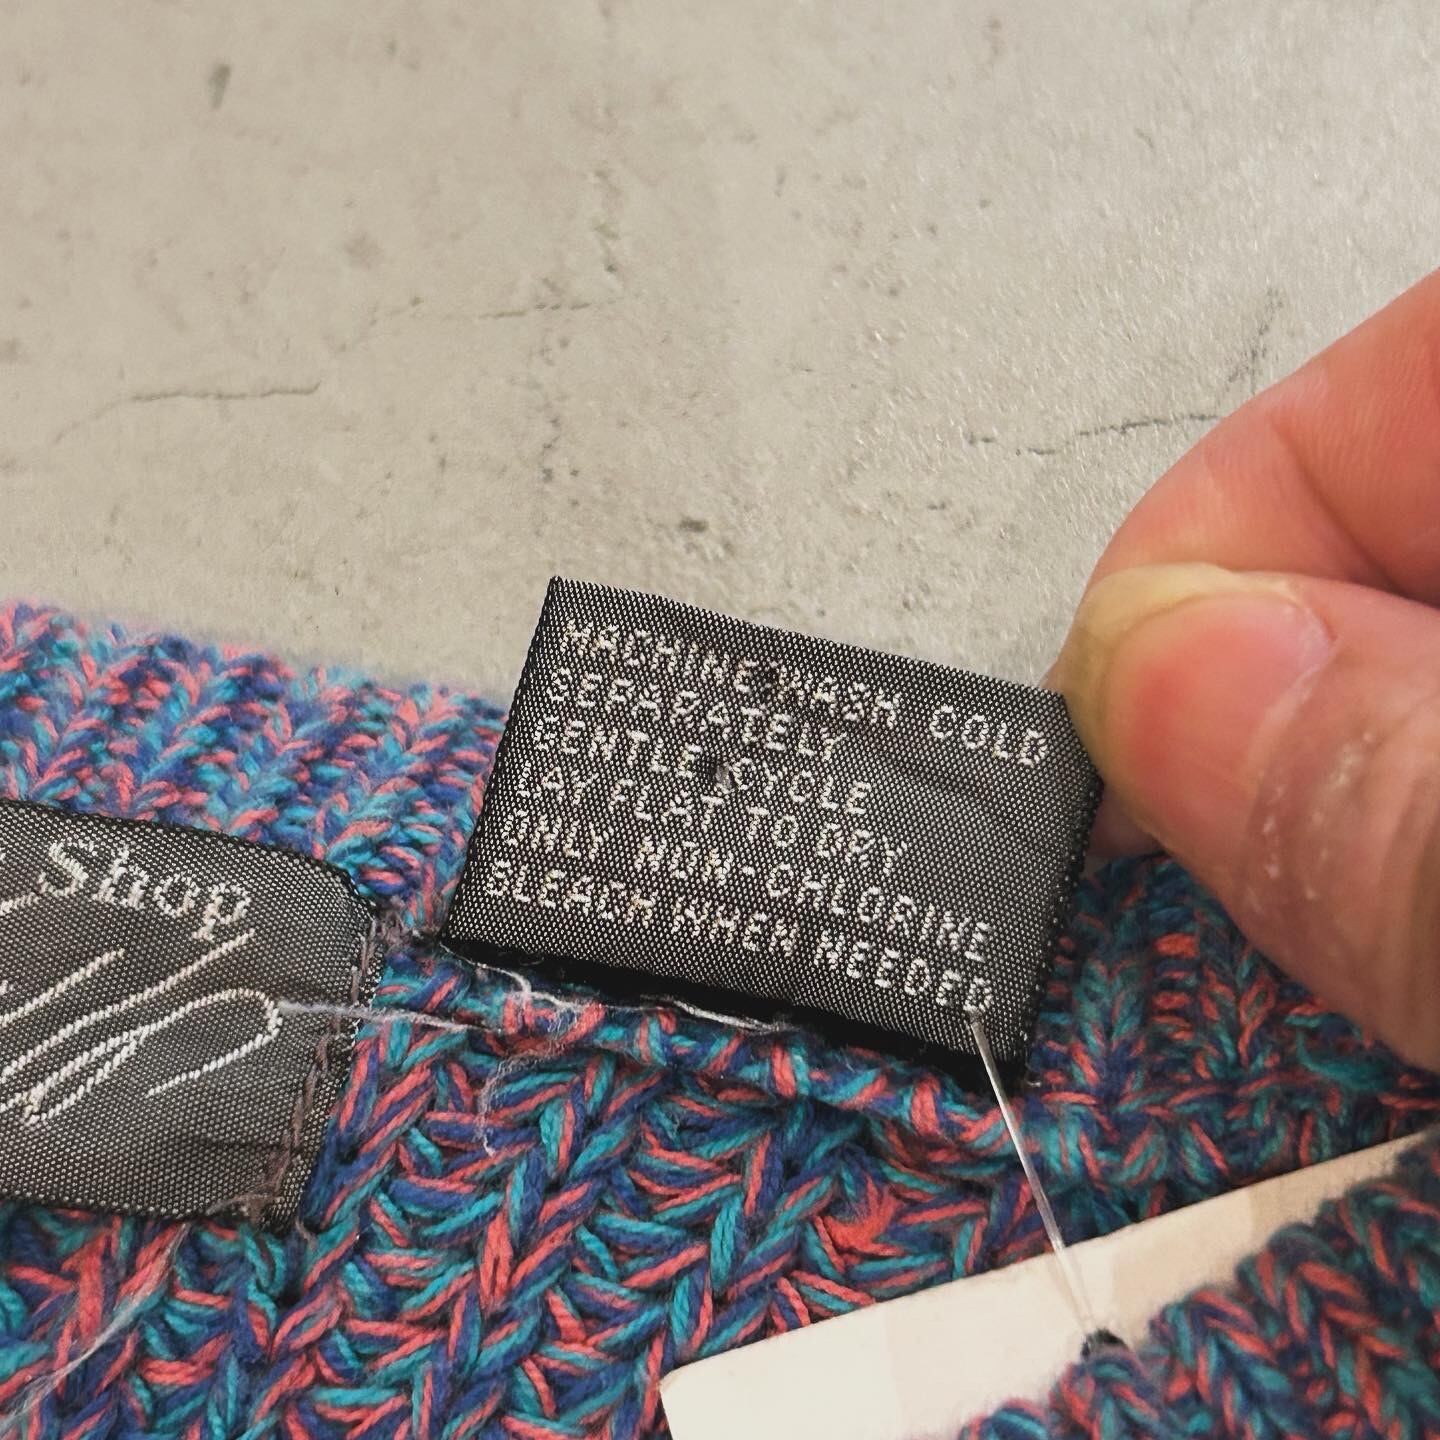 Shop
MACHINE WASH COLD
SEPARATELY
GENTLE CYCLE
LAY FLAT TO DRY
ONLY NON-CHLORINE
BLEACH WHEN NEEDED